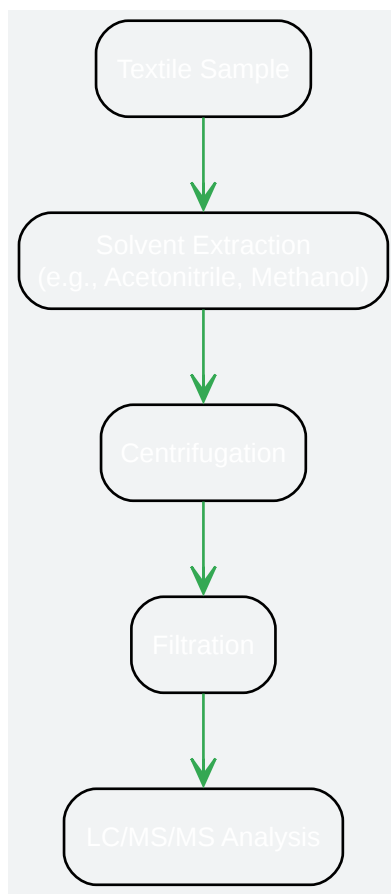 Textile Sample
Solvent Extraction
(e.g., Acetonitrile, Methanol)
Centrifugation
Filtration
LC/MS/MS Analysis